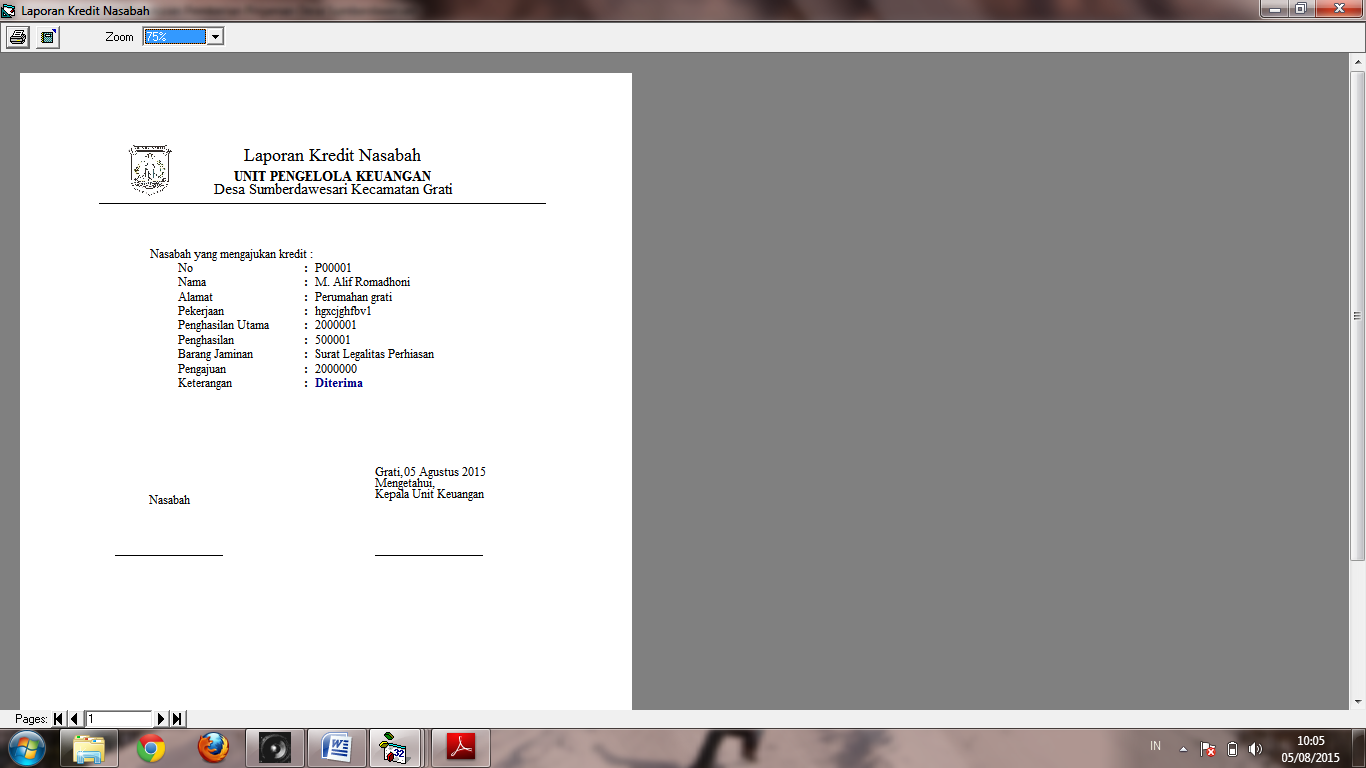 Laporan Kredit Nasabah
Zoom 75%
Laporan Kredit Nasabah
UNIT PENGELOLA KEUANGAN
Desa Sumberdawesari Kecamatan Grati
Nasabah yang mengajukan kredit :
No : P00001
Nama : M. Alif Romadhoni
Alamat : Perumahan grati
Pekerjaan : hgxcjghfbv1
Penghasilan Utama : 2000001
Penghasilan : 500001
Barang Jaminan : Surat Legalitas Perhiasan
Pengajuan : 2000000
Keterangan : Diterima
Grati,05 Agustus 2015
Mengetahui,
Kepala Unit Keuangan
Nasabah
Pages: 1
IN
10:05
05/08/2015